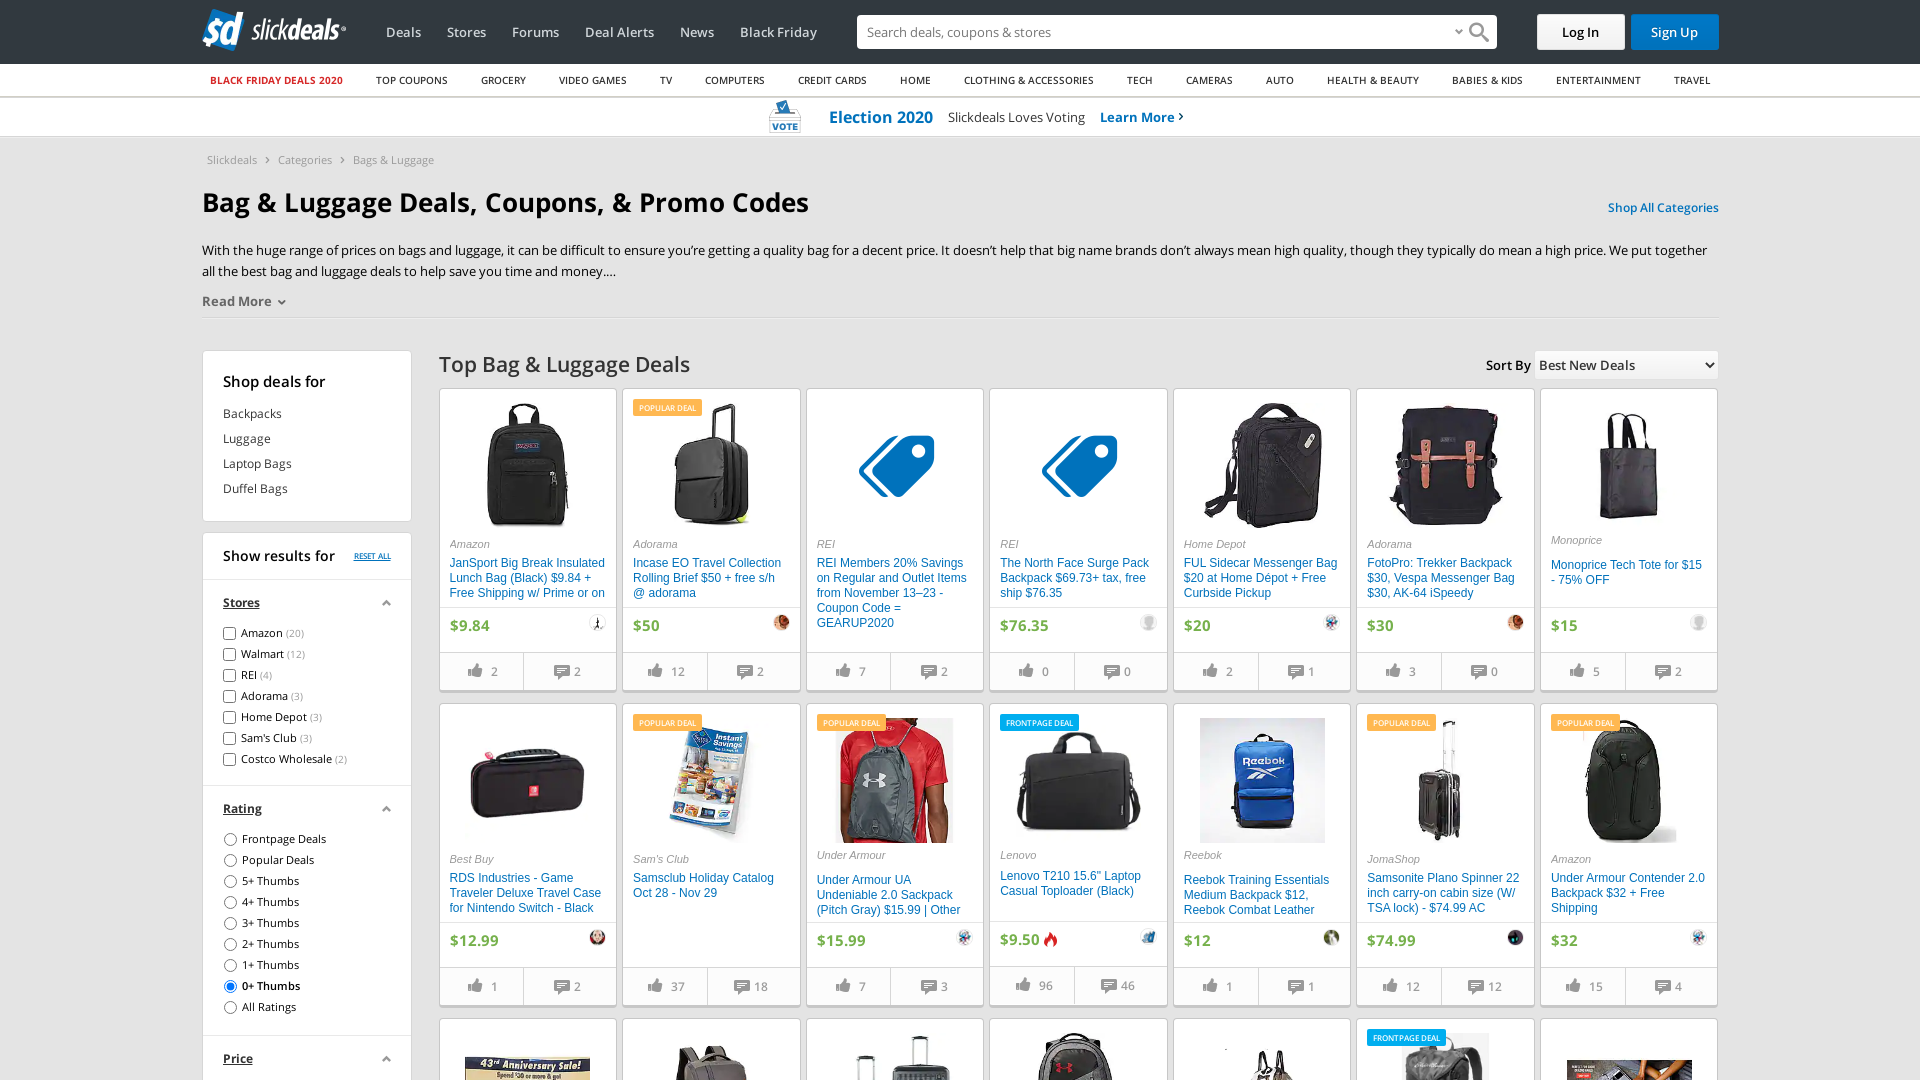 sd slickdeals
Deals Stores Forums Deal Alerts News Black Friday
Search deals, coupons & stores
Log In Sign Up
BLACK FRIDAY DEALS 2020 TOP COUPONS GROCERY VIDEO GAMES TV COMPUTERS CREDIT CARDS HOME CLOTHING & ACCESSORIES TECH CAMERAS AUTO HEALTH & BEAUTY BABIES & KIDS ENTERTAINMENT TRAVEL
VOTE Election 2020 Slickdeals Loves Voting Learn More
Slickdeals Categories Bags & Luggage
Bag & Luggage Deals, Coupons, & Promo Codes
Shop All Categories
With the huge range of prices on bags and luggage, it can be difficult to ensure you’re getting a quality bag for a decent price. It doesn’t help that big name brands don’t always mean high quality, though they typically do mean a high price. We put together
all the best bag and luggage deals to help save you time and money....
Read More
Shop deals for
Backpacks
Luggage
Laptop Bags
Duffel Bags
Show results for RESET ALL
Stores
Amazon (20)
Walmart (12)
REI (4)
Adorama (3)
Home Depot (3)
Sam's Club (3)
Costco Wholesale (2)
Rating
Frontpage Deals
Popular Deals
5+ Thumbs
4+ Thumbs
3+ Thumbs
2+ Thumbs
1+ Thumbs
0+ Thumbs
All Ratings
Price
Top Bag & Luggage Deals
Sort By Best New Deals
Amazon
JanSport Big Break Insulated
Lunch Bag (Black) $9.84 +
Free Shipping w/ Prime or on
$9.84
2 2
POPULAR DEAL
Adorama
Incase EO Travel Collection
Rolling Brief $50 + free s/h
@ adorama
$50
12 2
REI
REI Members 20% Savings
on Regular and Outlet Items
from November 13–23 -
Coupon Code =
GEARUP2020
7 2
REI
The North Face Surge Pack
Backpack $69.73+ tax, free
ship $76.35
$76.35
0 0
Home Depot
FUL Sidecar Messenger Bag
$20 at Home Dépot + Free
Curbside Pickup
$20
2 1
Adorama
FotoPro: Trekker Backpack
$30, Vespa Messenger Bag
$30, AK-64 iSpeedy
$30
3 0
Monoprice
Monoprice Tech Tote for $15
- 75% OFF
$15
5 2
Best Buy
RDS Industries - Game
Traveler Deluxe Travel Case
for Nintendo Switch - Black
$12.99
1 2
POPULAR DEAL
Instant
Savings
Sam's Club
Samsclub Holiday Catalog
Oct 28 - Nov 29
37 18
POPULAR DEAL
Under Armour
Under Armour UA
Undeniable 2.0 Sackpack
(Pitch Gray) $15.99 | Other
$15.99
7 3
FRONTPAGE DEAL
Lenovo
Lenovo T210 15.6" Laptop
Casual Toploader (Black)
$9.50
96 46
Reebok
Reebok
Reebok Training Essentials
Medium Backpack $12,
Reebok Combat Leather
$12
1 1
POPULAR DEAL
JomaShop
Samsonite Plano Spinner 22
inch carry-on cabin size (W/
TSA lock) - $74.99 AC
$74.99
12 12
POPULAR DEAL
Amazon
Under Armour Contender 2.0
Backpack $32 + Free
Shipping
$32
15 4
43rd Anniversary Sale!
Spend $30 or more & get
FRONTPAGE DEAL